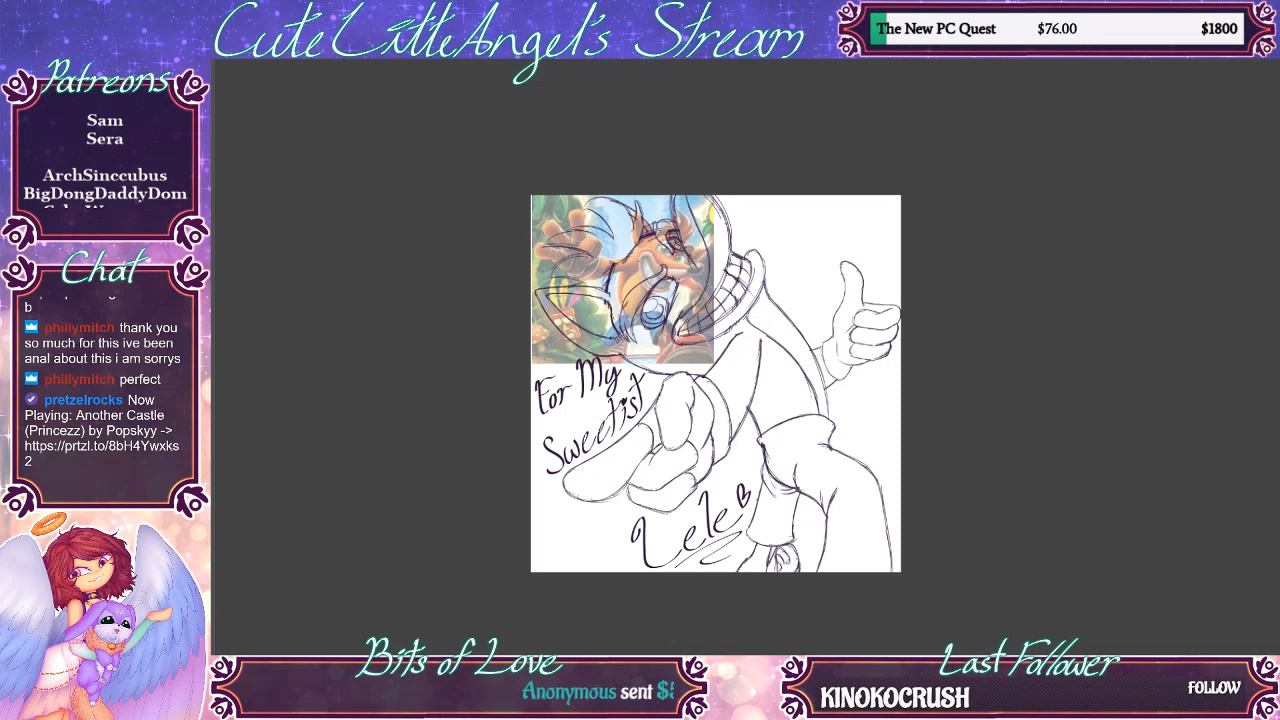 CuteLittleAngel's Stream
The New PC Quest $76.00 $1800
Patreons
Sam
Sera
ArchSinccubus
BigDongDaddyDom
Chat
b
phillymitch thank you
so much for this ive been
anal about this i am sorrys
phillymitch perfect
pretzelrocks Now
Playing: Another Castle
(Princezz) by Popskyy ->
https://prtzl.to/8bH4Ywxks
2
For My
Sweetist
LeleB
Bits of Love
Anonymous sent
Last Follower
KINOKOCRUSH FOLLOW